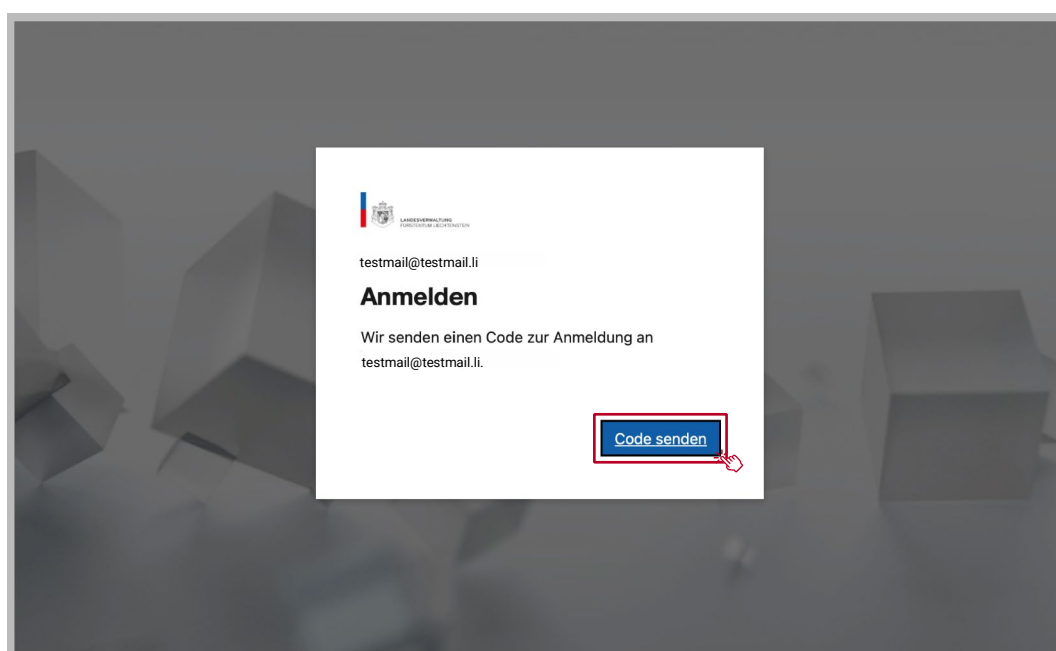 LANDESVERWALTUNG
FÜRSTENTUM LIECHTENSTEIN
testmail@testmail.li
Anmelden
Wir senden einen Code zur Anmeldung an
testmail@testmail.li.
Code senden